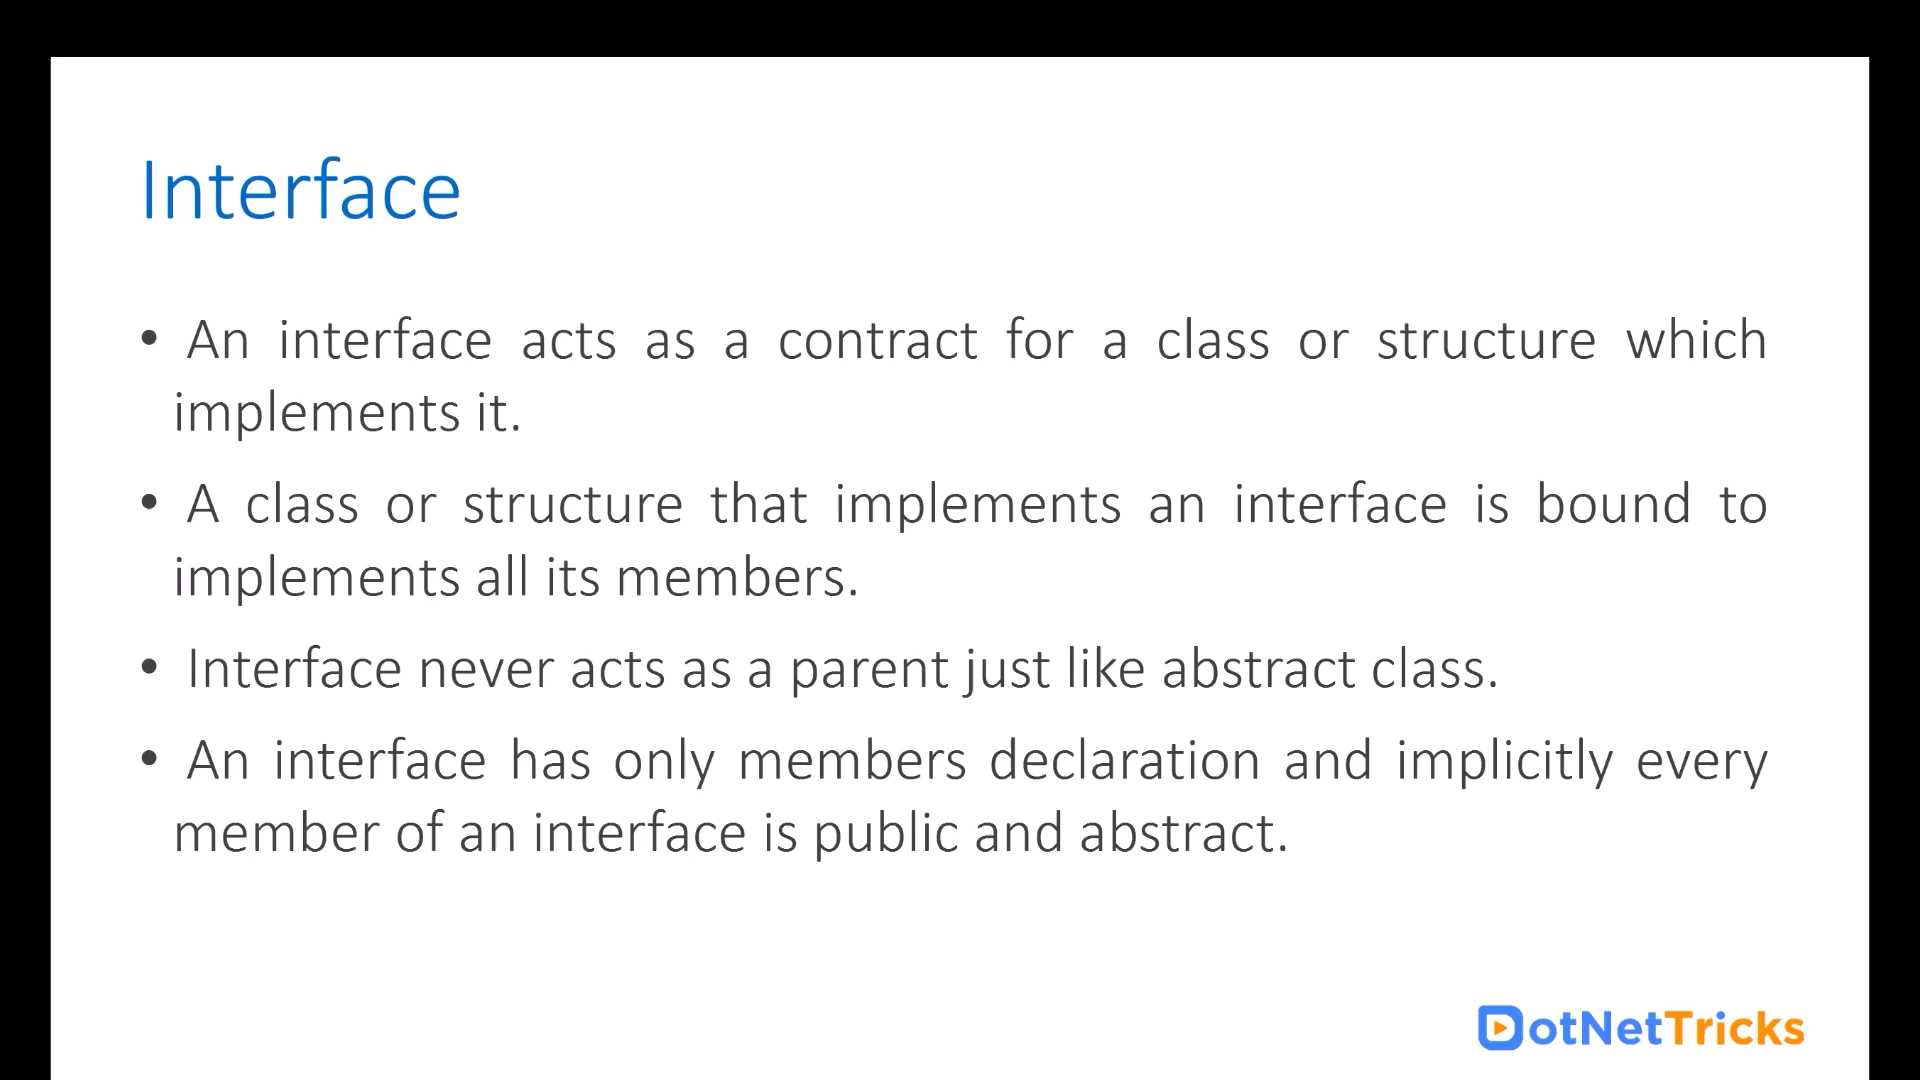 Interface
• An interface acts as a contract for a class or structure which
implements it.
• A class or structure that implements an interface is bound to
implements all its members.
• Interface never acts as a parent just like abstract class.
• An interface has only members declaration and implicitly every
member of an interface is public and abstract.
DotNetTricks